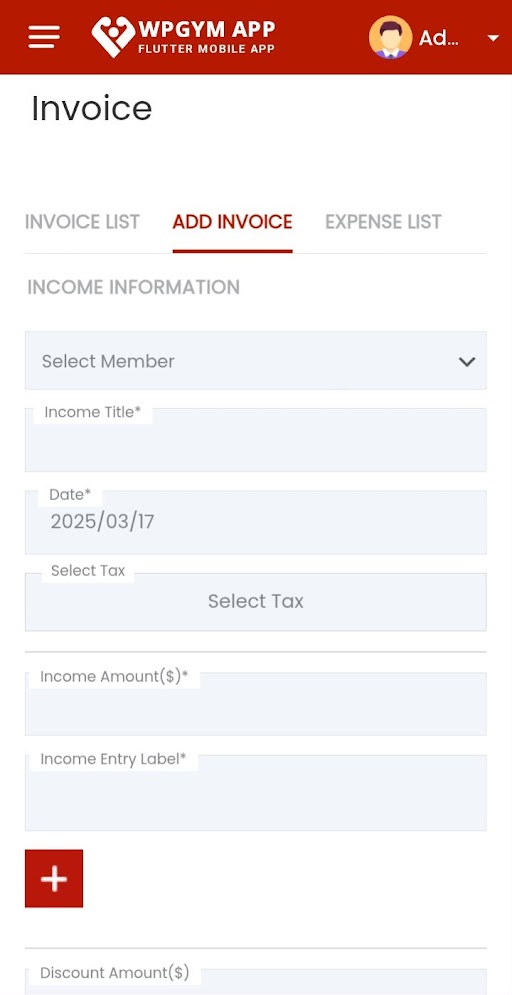 WPGYM APP
FLUTTER MOBILE APP
Ad...
Invoice
INVOICE LIST ADD INVOICE EXPENSE LIST
INCOME INFORMATION
Select Member
Income Title*
Date*
2025/03/17
Select Tax
Select Tax
Income Amount($)*
Income Entry Label*
+
Discount Amount($)